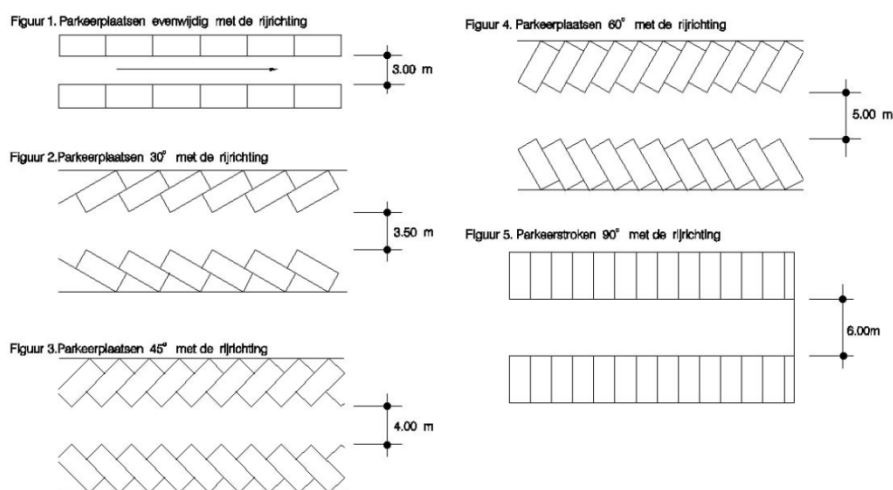 Figuur 1. Parkeerplaatsen evenwijdig met de rijrichting
3.00 m
Figuur 2.Parkeerplaatsen 30° met de rijrichting
3.50 m
Figuur 3.Parkeerplaatsen 45° met de rijrichting
4.00 m
Figuur 4. Parkeerplaatsen 60° met de rijrichting
5.00 m
Figuur 5. Parkeerstroken 90° met de rijrichting
6.00m